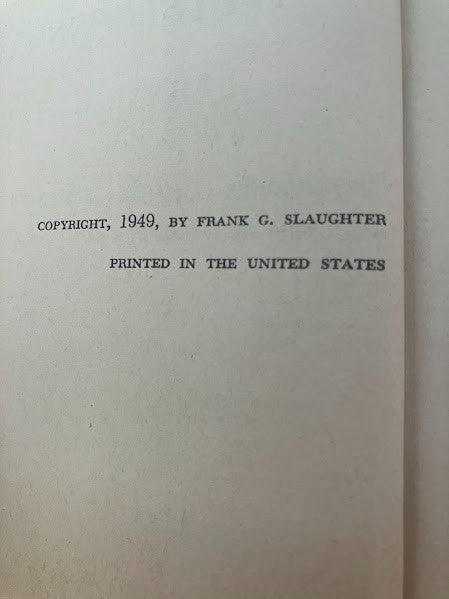 COPYRIGHT, 1949, BY FRANK G. SLAUGHTER
PRINTED IN THE UNITED STATES